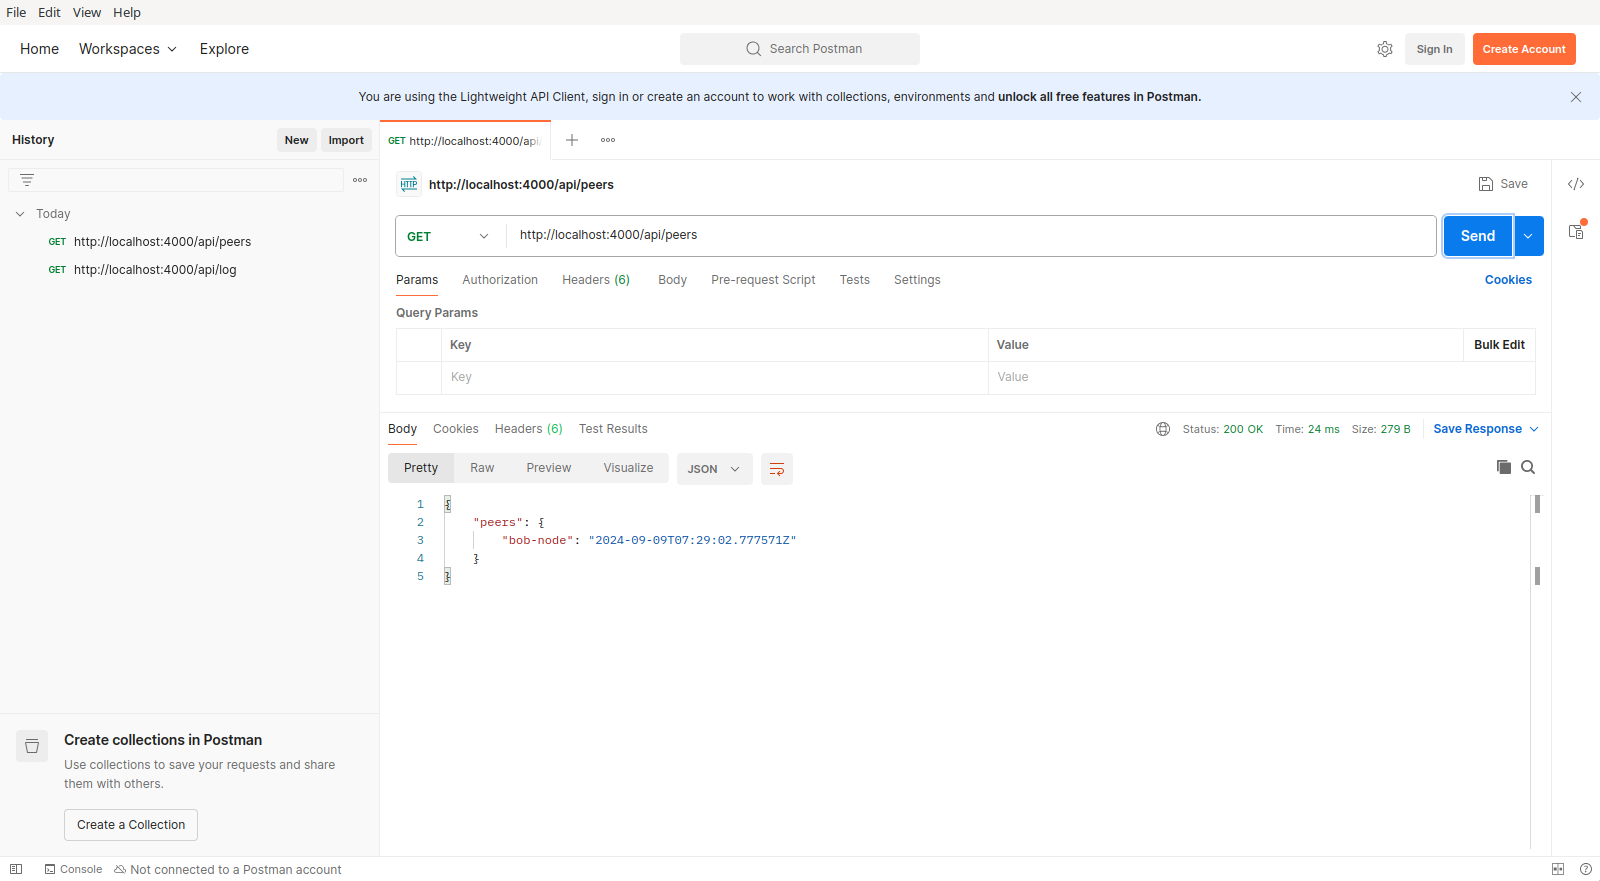 File Edit View Help
Home Workspaces Explore Search Postman Sign In Create Account
You are using the Lightweight API Client, sign in or create an account to work with collections, environments and unlock all free features in Postman.
History New Import
GET http://localhost:4000/api
Today
GET http://localhost:4000/api/peers
GET http://localhost:4000/api/log
HTTP http://localhost:4000/api/peers Save
GET http://localhost:4000/api/peers Send
Params Authorization Headers (6) Body Pre-request Script Tests Settings Cookies
Query Params
Key Value Bulk Edit
Key Value
Body Cookies Headers (6) Test Results Status: 200 OK Time: 24 ms Size: 279 B Save Response
Pretty Raw Preview Visualize JSON
1 {
2 "peers": {
3 "bob-node": "2024-09-09T07:29:02.777571Z"
4 }
5 }
Create collections in Postman
Use collections to save your requests and share
them with others.
Create a Collection
Console Not connected to a Postman account